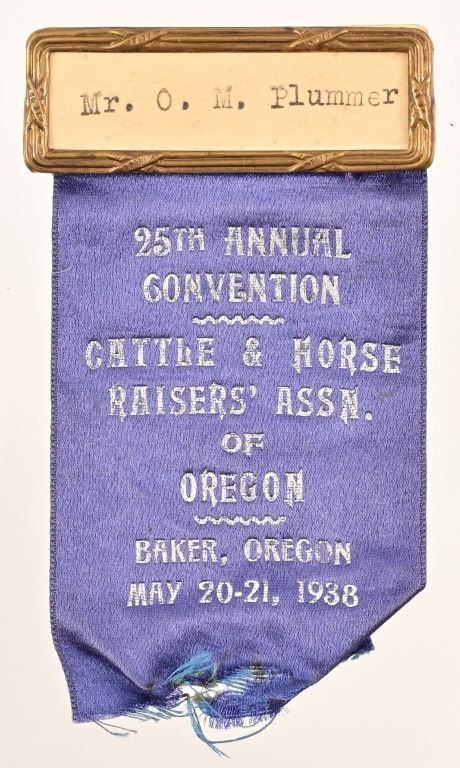 Mr. O. M. Plummer
25TH ANNUAL
CONVENTION
CATTLE & HORSE
RAISERS' ASSN.
OF
OREGON
BAKER, OREGON
MAY 20-21, 1938